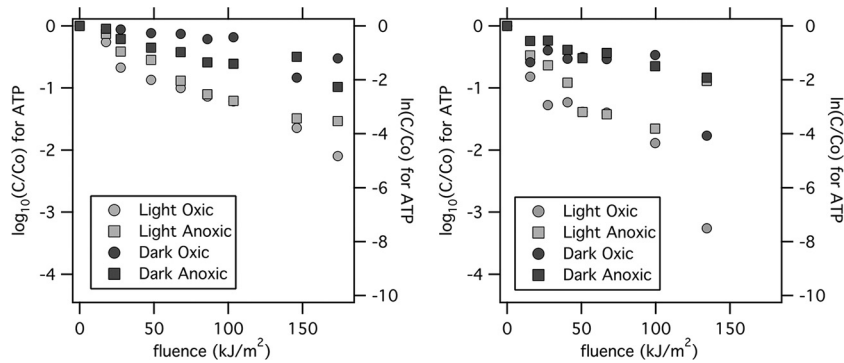 0
-1
-2
-3
-4
log10(C/Co) for ATP
0
-2
-4
-6
-8
-10
ln(C/Co) for ATP
Light Oxic
Light Anoxic
Dark Oxic
Dark Anoxic
0 50 100 150
fluence (kJ/m²)
0
-1
-2
-3
-4
log10(C/Co) for ATP
0
-2
-4
-6
-8
-10
ln(C/Co) for ATP
Light Oxic
Light Anoxic
Dark Oxic
Dark Anoxic
0 50 100 150
fluence (kJ/m²)